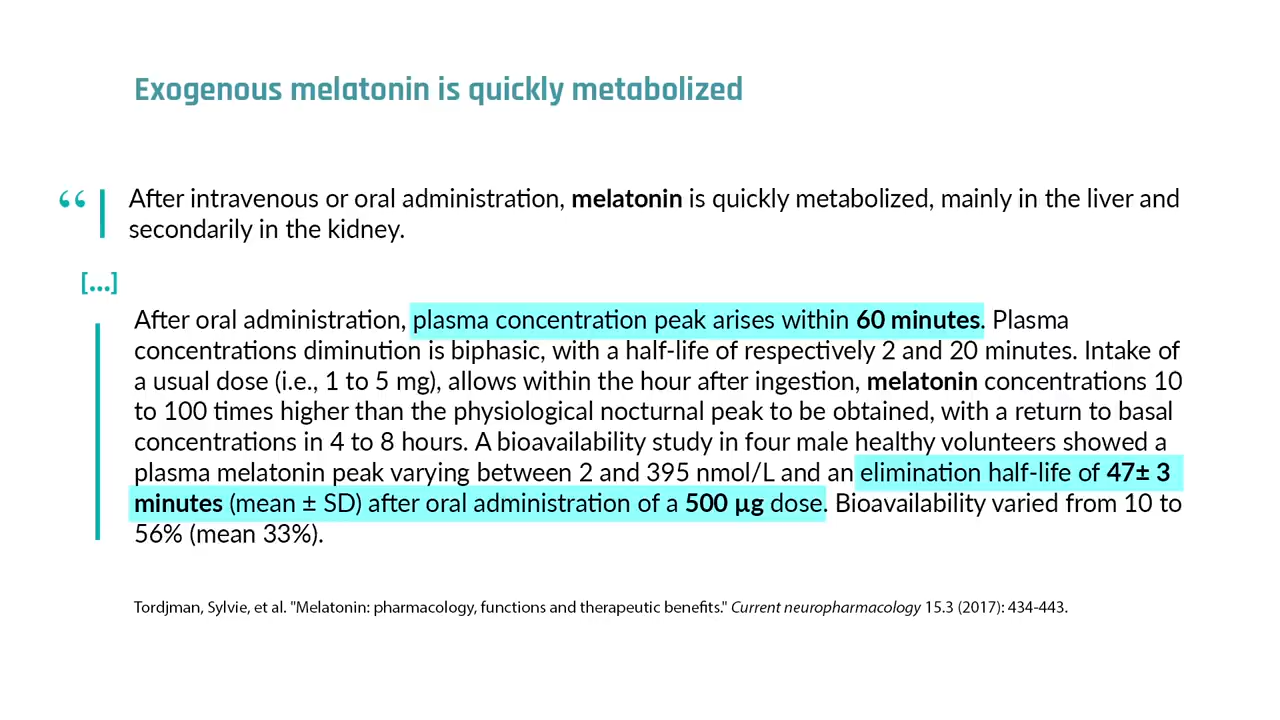 Exogenous melatonin is quickly metabolized
“ After intravenous or oral administration, melatonin is quickly metabolized, mainly in the liver and
secondarily in the kidney.
[...]
After oral administration, plasma concentration peak arises within 60 minutes. Plasma
concentrations diminution is biphasic, with a half-life of respectively 2 and 20 minutes. Intake of
a usual dose (i.e., 1 to 5 mg), allows within the hour after ingestion, melatonin concentrations 10
to 100 times higher than the physiological nocturnal peak to be obtained, with a return to basal
concentrations in 4 to 8 hours. A bioavailability study in four male healthy volunteers showed a
plasma melatonin peak varying between 2 and 395 nmol/L and an elimination half-life of 47± 3
minutes (mean ± SD) after oral administration of a 500 µg dose. Bioavailability varied from 10 to
56% (mean 33%).
Tordjman, Sylvie, et al. "Melatonin: pharmacology, functions and therapeutic benefits." Current neuropharmacology 15.3 (2017): 434-443.